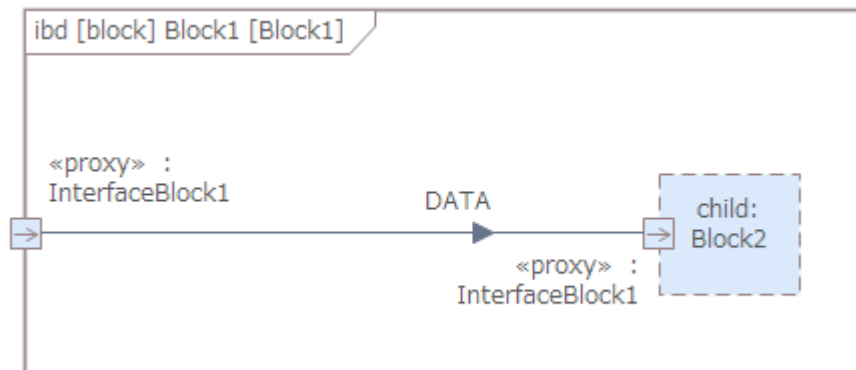 ibd [block] Block1 [Block1]
«proxy» :
InterfaceBlock1
DATA
child:
Block2
«proxy» :
InterfaceBlock1